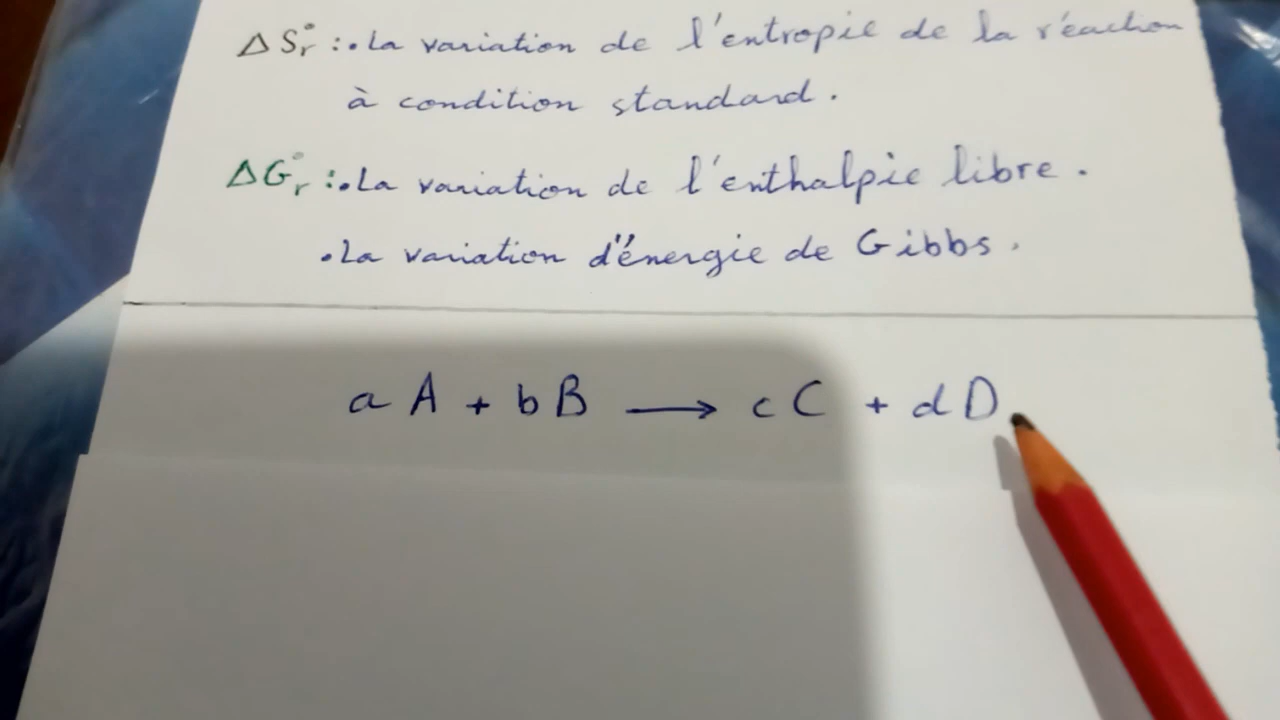 ΔS°r :.La variation de l'entropie de la réaction
à condition standard.
ΔG°r :.La variation de l'enthalpie libre.
.La variation d'énergie de Gibbs.
a A + b B → c C + d D